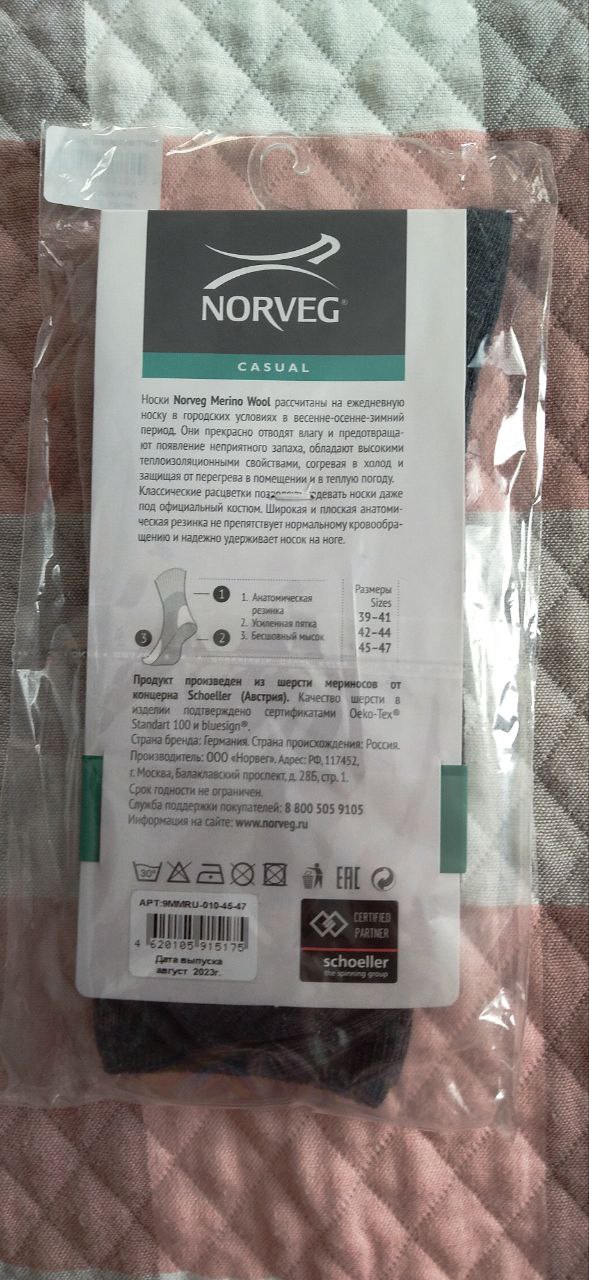 NORVEG®
CASUAL
Носки Norveg Merino Wool рассчитаны на ежедневную
носку в городских условиях в весенне-осенне-зимний
период. Они прекрасно отводят влагу и предотвраща-
ют появление неприятного запаха, обладают высокими
теплоизоляционными свойствами, согревая в холод и
защищая от перегрева в помещении и в теплую погоду.
Классические расцветки надевать носки даже
под официальный костюм. Широкая и плоская анатоми-
ческая резинка не препятствует нормальному кровообра-
щению и надежно удерживает носок на ноге.
1
2
3
1. Анатомическая
резинка
2. Усиленная пятка
3. Бесшовный мысок
Размеры
Sizes
39–41
42–44
45–47
Продукт произведен из шерсти мериносов от
концерна Schoeller (Австрия). Качество шерсти в
изделии подтверждено сертификатами Oeko-Tex®
Standart 100 и bluesign®.
Страна бренда: Германия. Страна происхождения: Россия.
Производитель: ООО «Норвег». Адрес: РФ, 117452,
г. Москва, Балаклавский проспект, д. 28Б, стр. 1.
Срок годности не ограничен.
Служба поддержки покупателей: 8 800 505 9105
Информация на сайте: www.norveg.ru
30°
EAC
АРТ:9MMRU-010-45-47
4 620105 915175
Дата выпуска
август 2023г.
CERTIFIED
PARTNER
schoeller
the spinning group